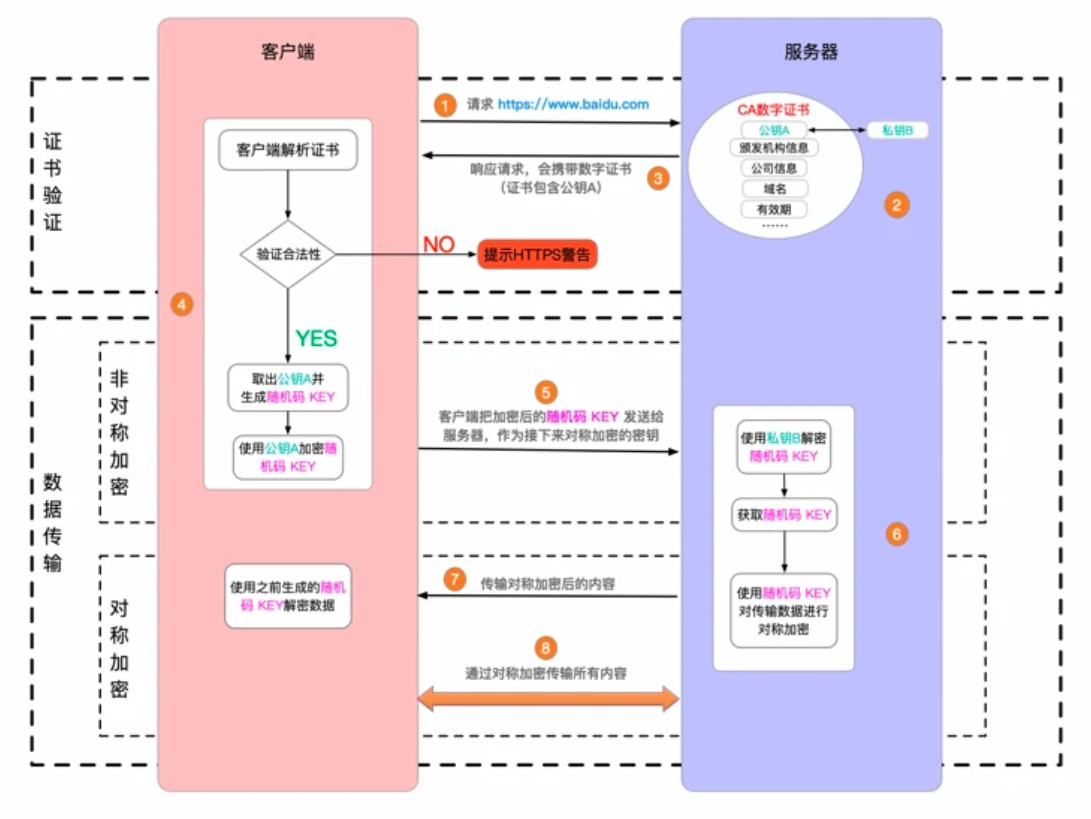 客户端
服务器
证书验证
1
请求 https://www.baidu.com
CA数字证书
公钥A
私钥B
颁发机构信息
公司信息
域名
有效期
......
2
响应请求，会携带数字证书
（证书包含公钥A）
3
客户端解析证书
验证合法性
NO
提示HTTPS警告
4
YES
数据传输
非对称加密
取出公钥A并
生成随机码 KEY
使用公钥A加密随
机码 KEY
5
客户端把加密后的随机码 KEY 发送给
服务器，作为接下来对称加密的密钥
使用私钥B解密
随机码 KEY
获取随机码 KEY
6
使用随机码 KEY
对传输数据进行
对称加密
对称加密
7
传输对称加密后的内容
使用之前生成的随机
码 KEY解密数据
8
通过对称加密传输所有内容